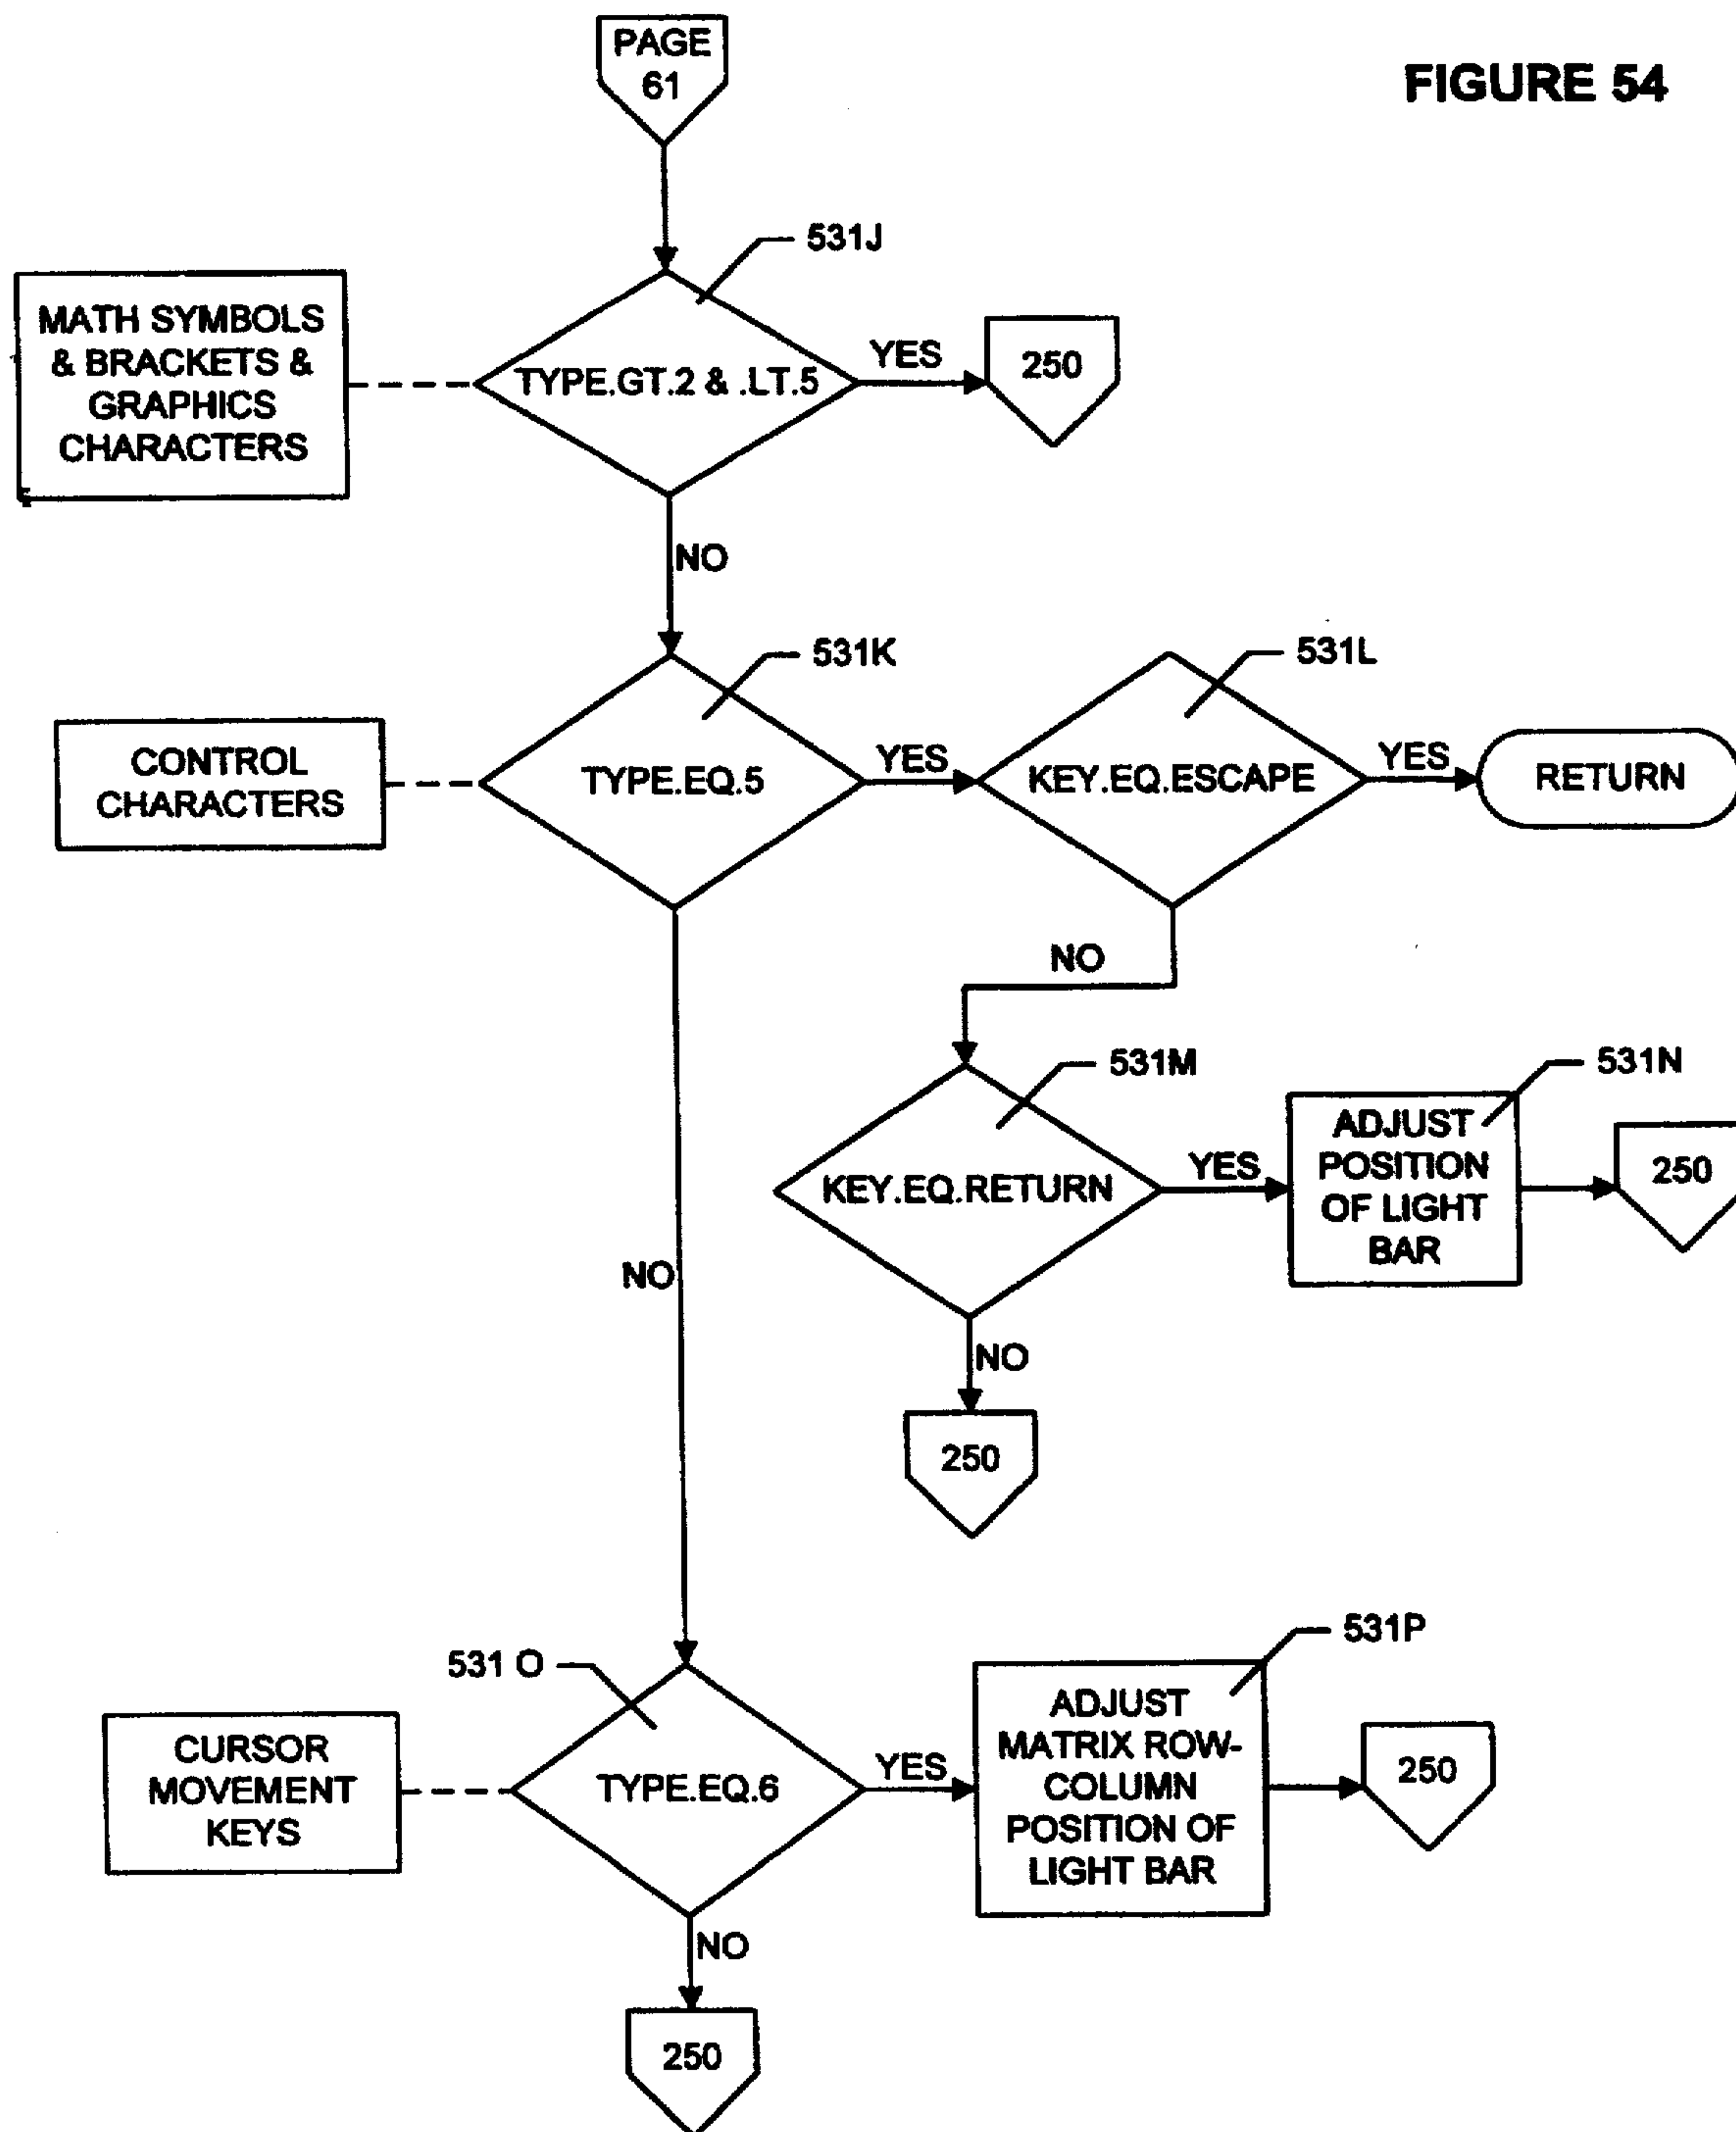 PAGE
61
FIGURE 54
531J
MATH SYMBOLS
& BRACKETS &
GRAPHICS
CHARACTERS
TYPE.GT.2 & .LT.5
YES
250
NO
531K
531L
CONTROL
CHARACTERS
TYPE.EQ.5
YES
KEY.EQ.ESCAPE
YES
RETURN
NO
531M
531N
KEY.EQ.RETURN
YES
ADJUST
POSITION
OF LIGHT
BAR
250
NO
NO
250
531 O
531P
CURSOR
MOVEMENT
KEYS
TYPE.EQ.6
YES
ADJUST
MATRIX ROW-
COLUMN
POSITION OF
LIGHT BAR
250
NO
250